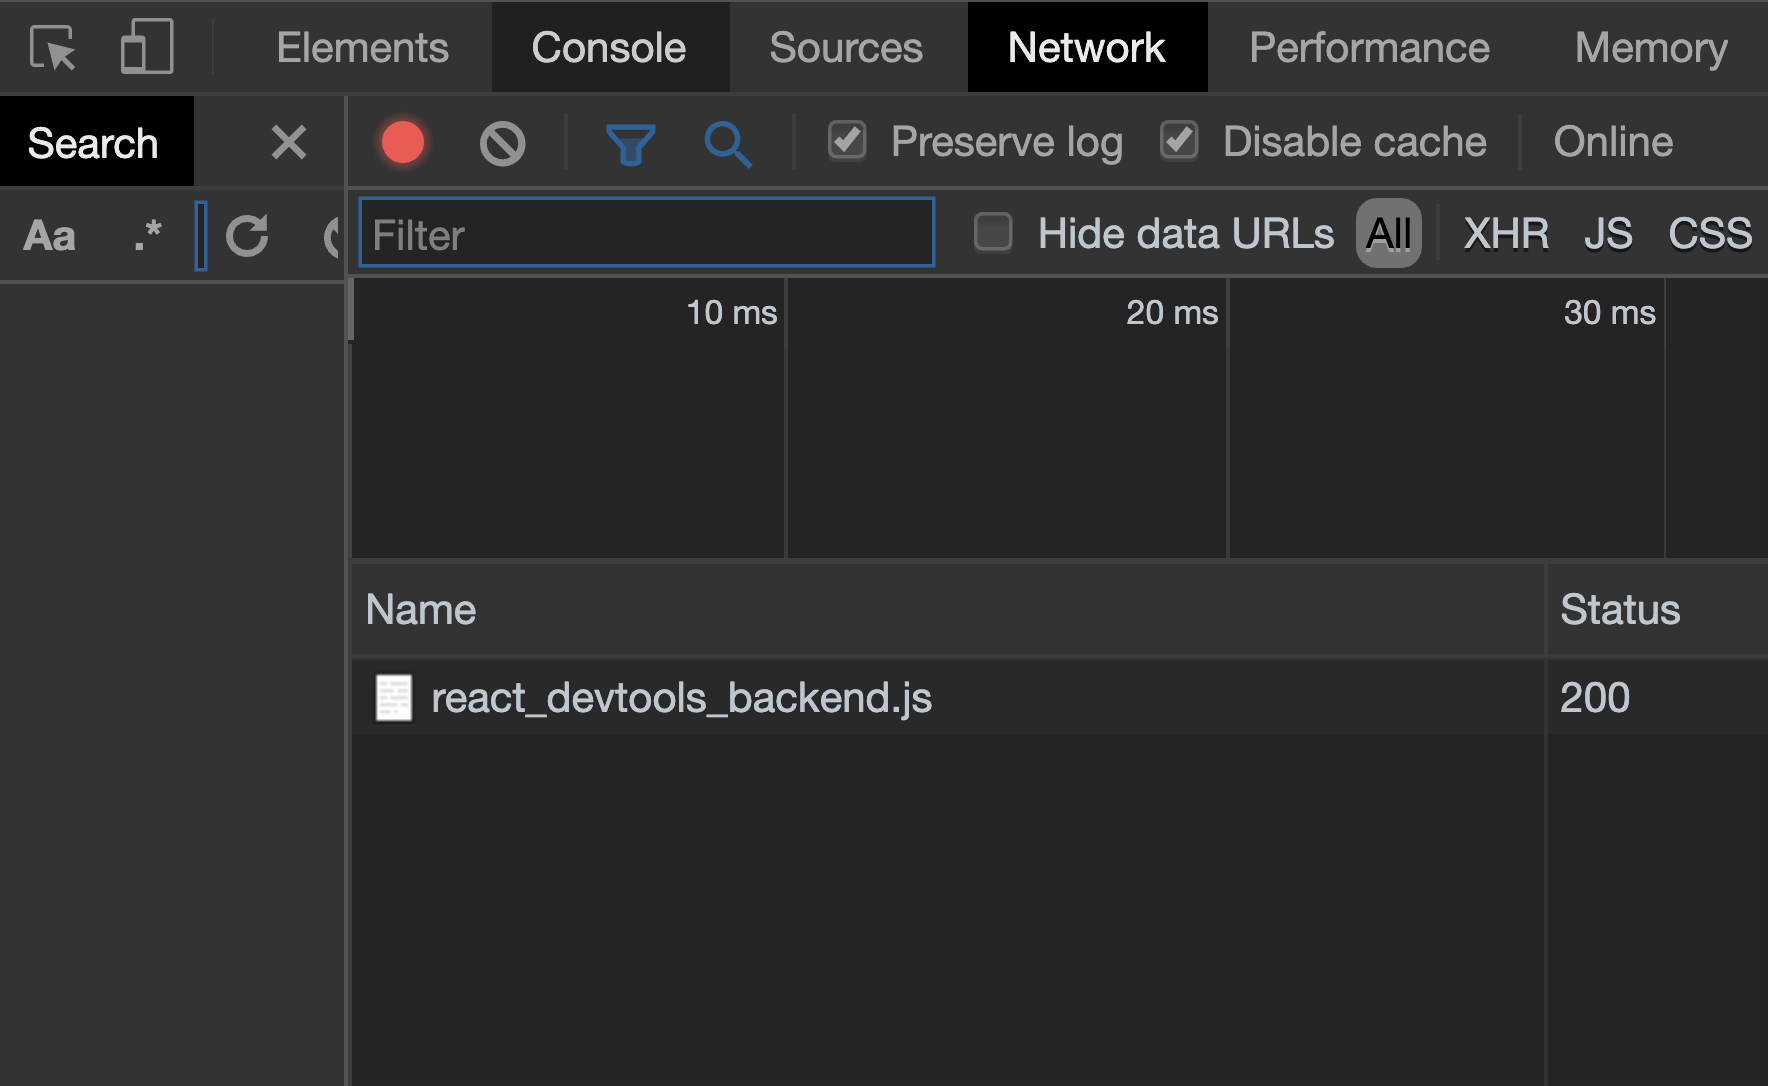 Elements Console Sources Network Performance Memory
Search Preserve log Disable cache Online
Aa .* Filter Hide data URLs All XHR JS CSS
10 ms 20 ms 30 ms
Name Status
react_devtools_backend.js 200